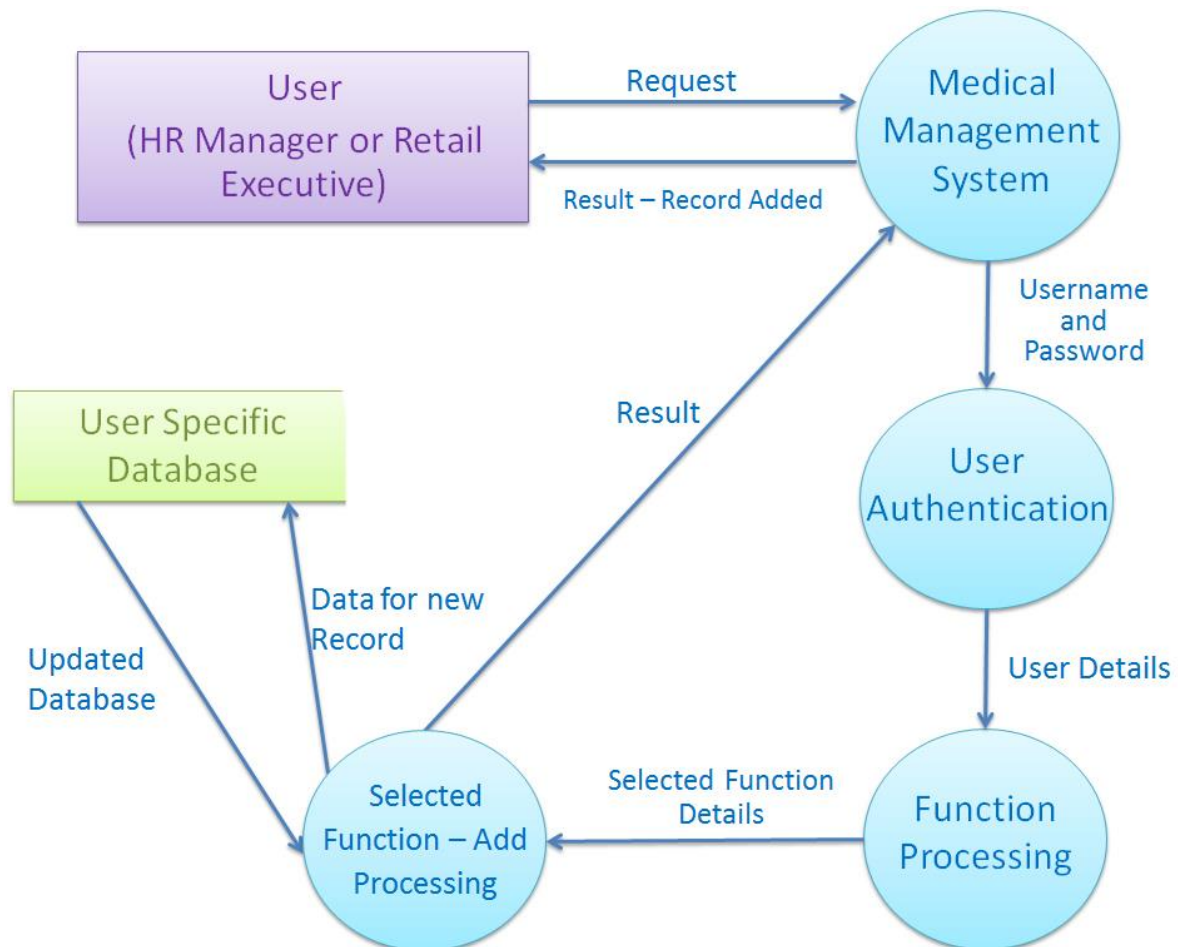 User
(HR Manager or Retail
Executive)
Request
Result – Record Added
Medical
Management
System
Username
and
Password
User Specific
Database
Result
User
Authentication
Data for new
Record
Updated
Database
User Details
Selected Function
Details
Selected
Function – Add
Processing
Function
Processing